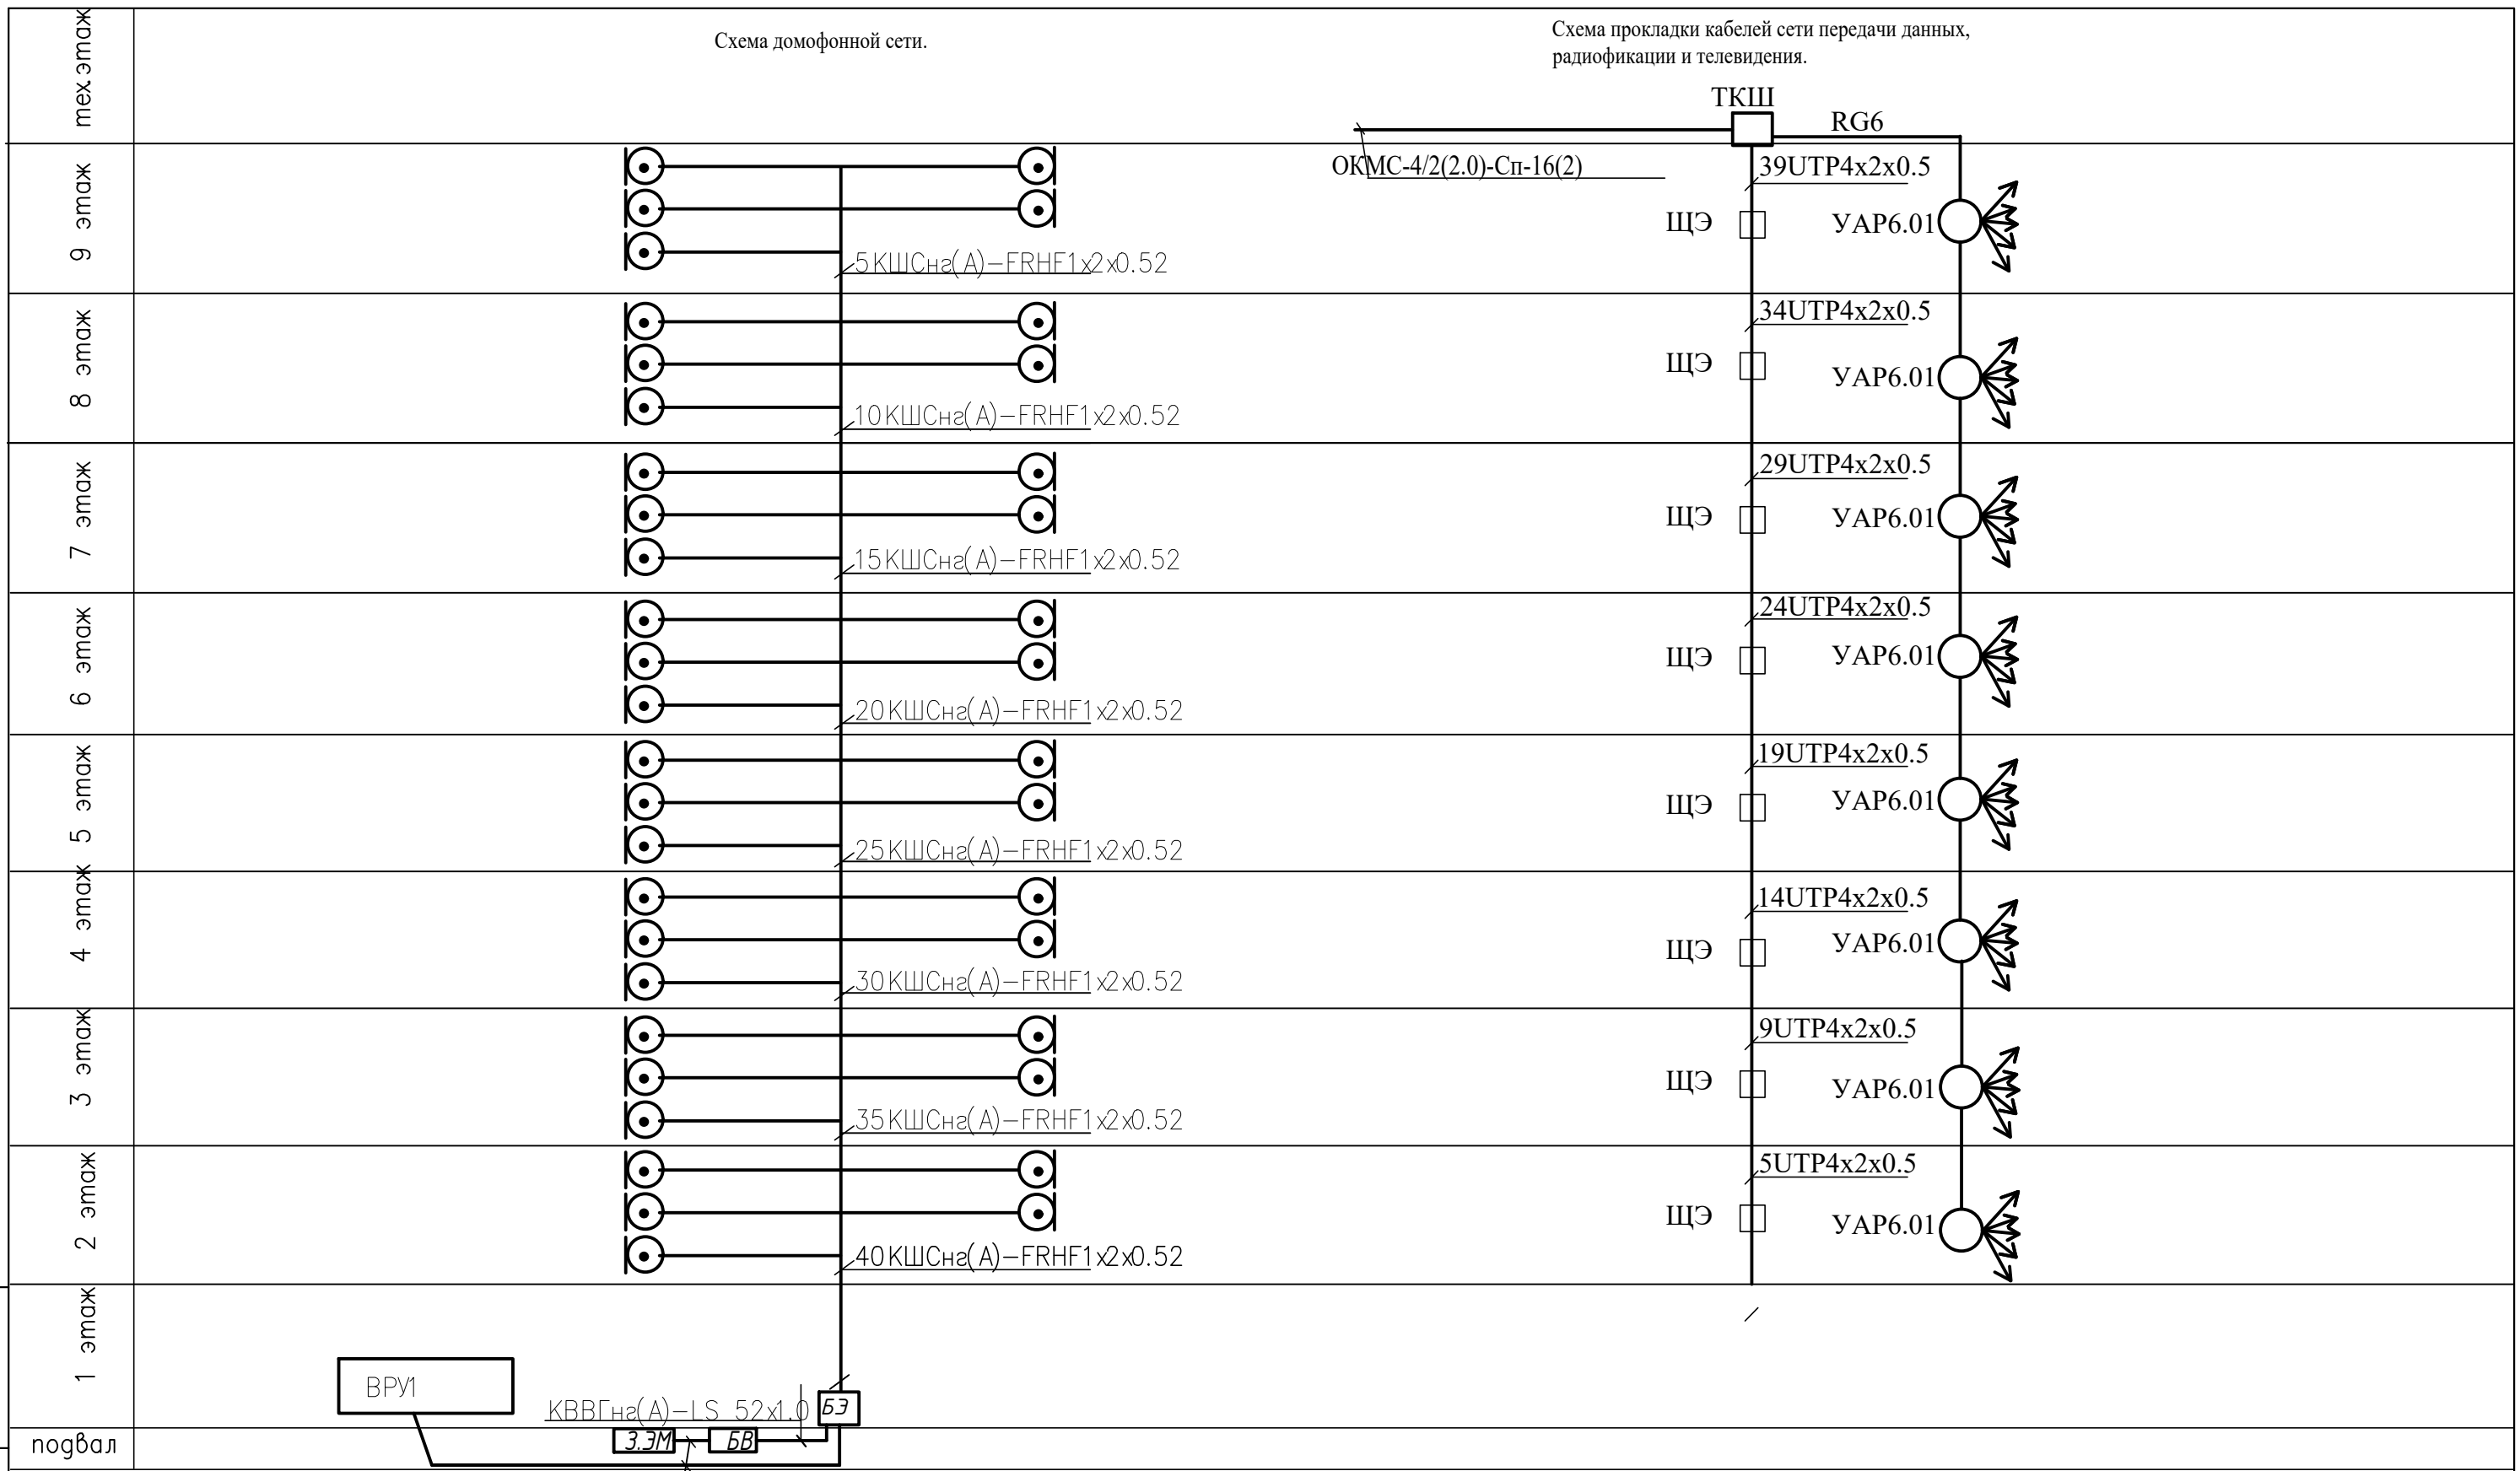 Схема домофонной сети.
Схема прокладки кабелей сети передачи данных,
радиофикации и телевидения.
тех.этаж
ТКШ
RG6
ОКМС-4/2(2.0)-Сп-16(2)
9 этаж
39UTP4x2x0.5
ЩЭ
УАР6.01
5КШСнг(А)-FRHF1x2x0.52
8 этаж
34UTP4x2x0.5
ЩЭ
УАР6.01
10КШСнг(А)-FRHF1x2x0.52
7 этаж
29UTP4x2x0.5
ЩЭ
УАР6.01
15КШСнг(А)-FRHF1x2x0.52
6 этаж
24UTP4x2x0.5
ЩЭ
УАР6.01
20КШСнг(А)-FRHF1x2x0.52
5 этаж
19UTP4x2x0.5
ЩЭ
УАР6.01
25КШСнг(А)-FRHF1x2x0.52
4 этаж
14UTP4x2x0.5
ЩЭ
УАР6.01
30КШСнг(А)-FRHF1x2x0.52
3 этаж
9UTP4x2x0.5
ЩЭ
УАР6.01
35КШСнг(А)-FRHF1x2x0.52
2 этаж
5UTP4x2x0.5
ЩЭ
УАР6.01
40КШСнг(А)-FRHF1x2x0.52
1 этаж
ВРУ1
КВВГнг(А)-LS 52x1.0
БЭ
подвал
З.ЭМ
БВ